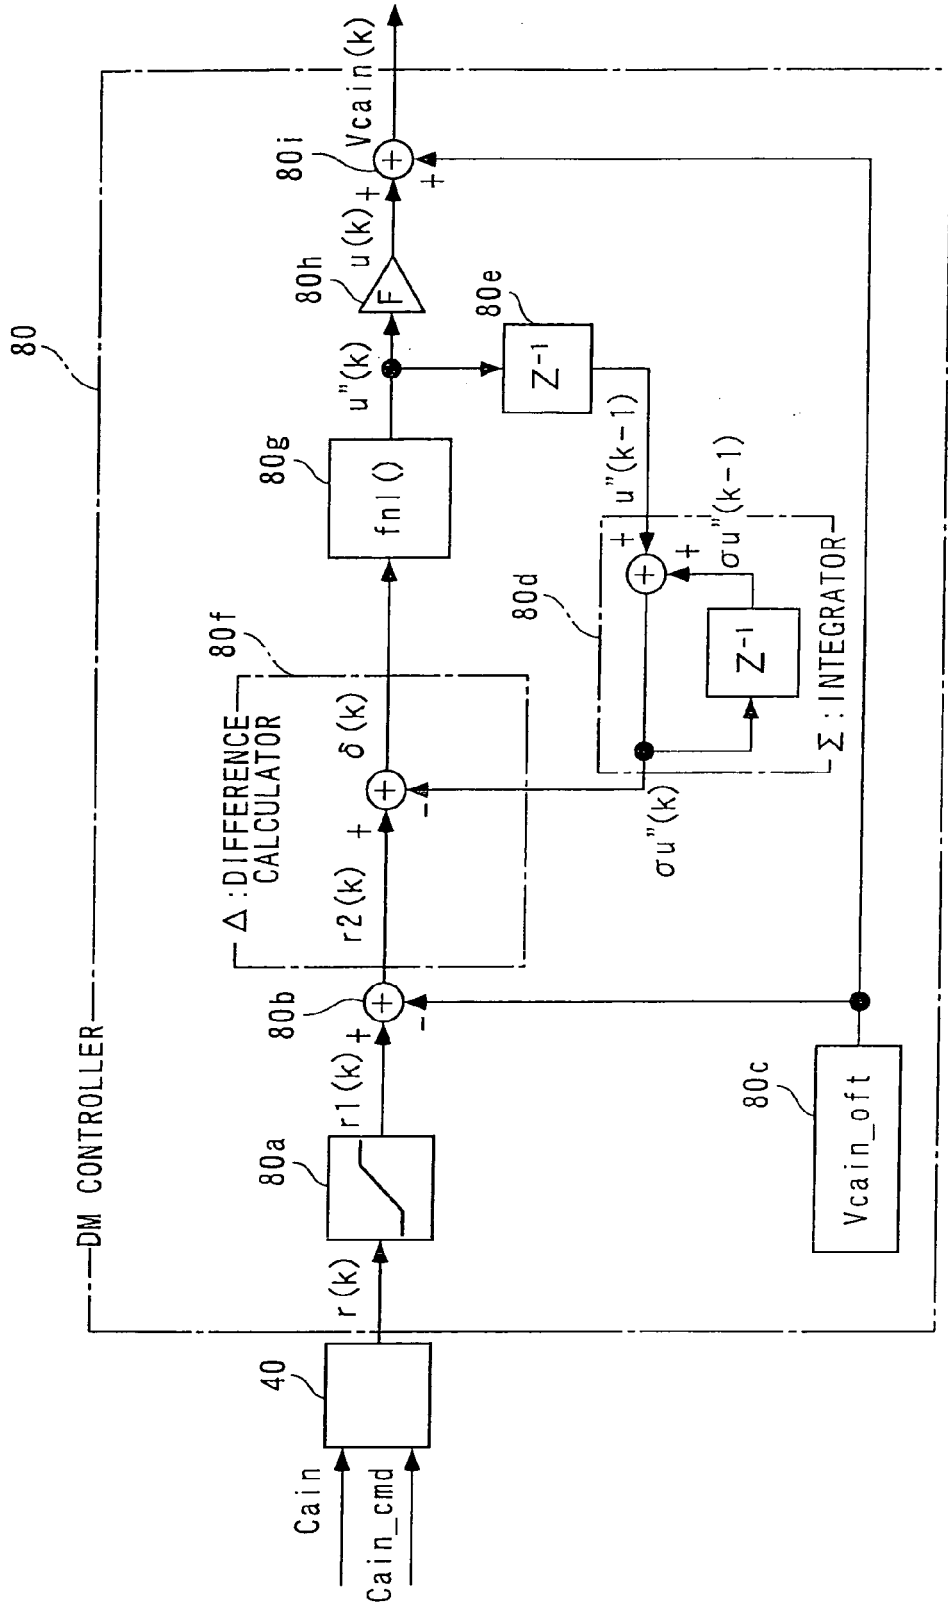 80
DM CONTROLLER
Cain
Cain_cmd
40
r(k)
80a
r1(k)
+
-
+
80b
Δ:DIFFERENCE
CALCULATOR
80f
r2(k)
+
-
+
δ(k)
80g
fnl()
u"(k)
80h
F
u(k)
+
+
+
80i
Vcain(k)
80e
Z⁻¹
u"(k-1)
80d
+
+
+
σu"(k-1)
Z⁻¹
σu"(k)
Σ:INTEGRATOR
80c
Vcain_oft